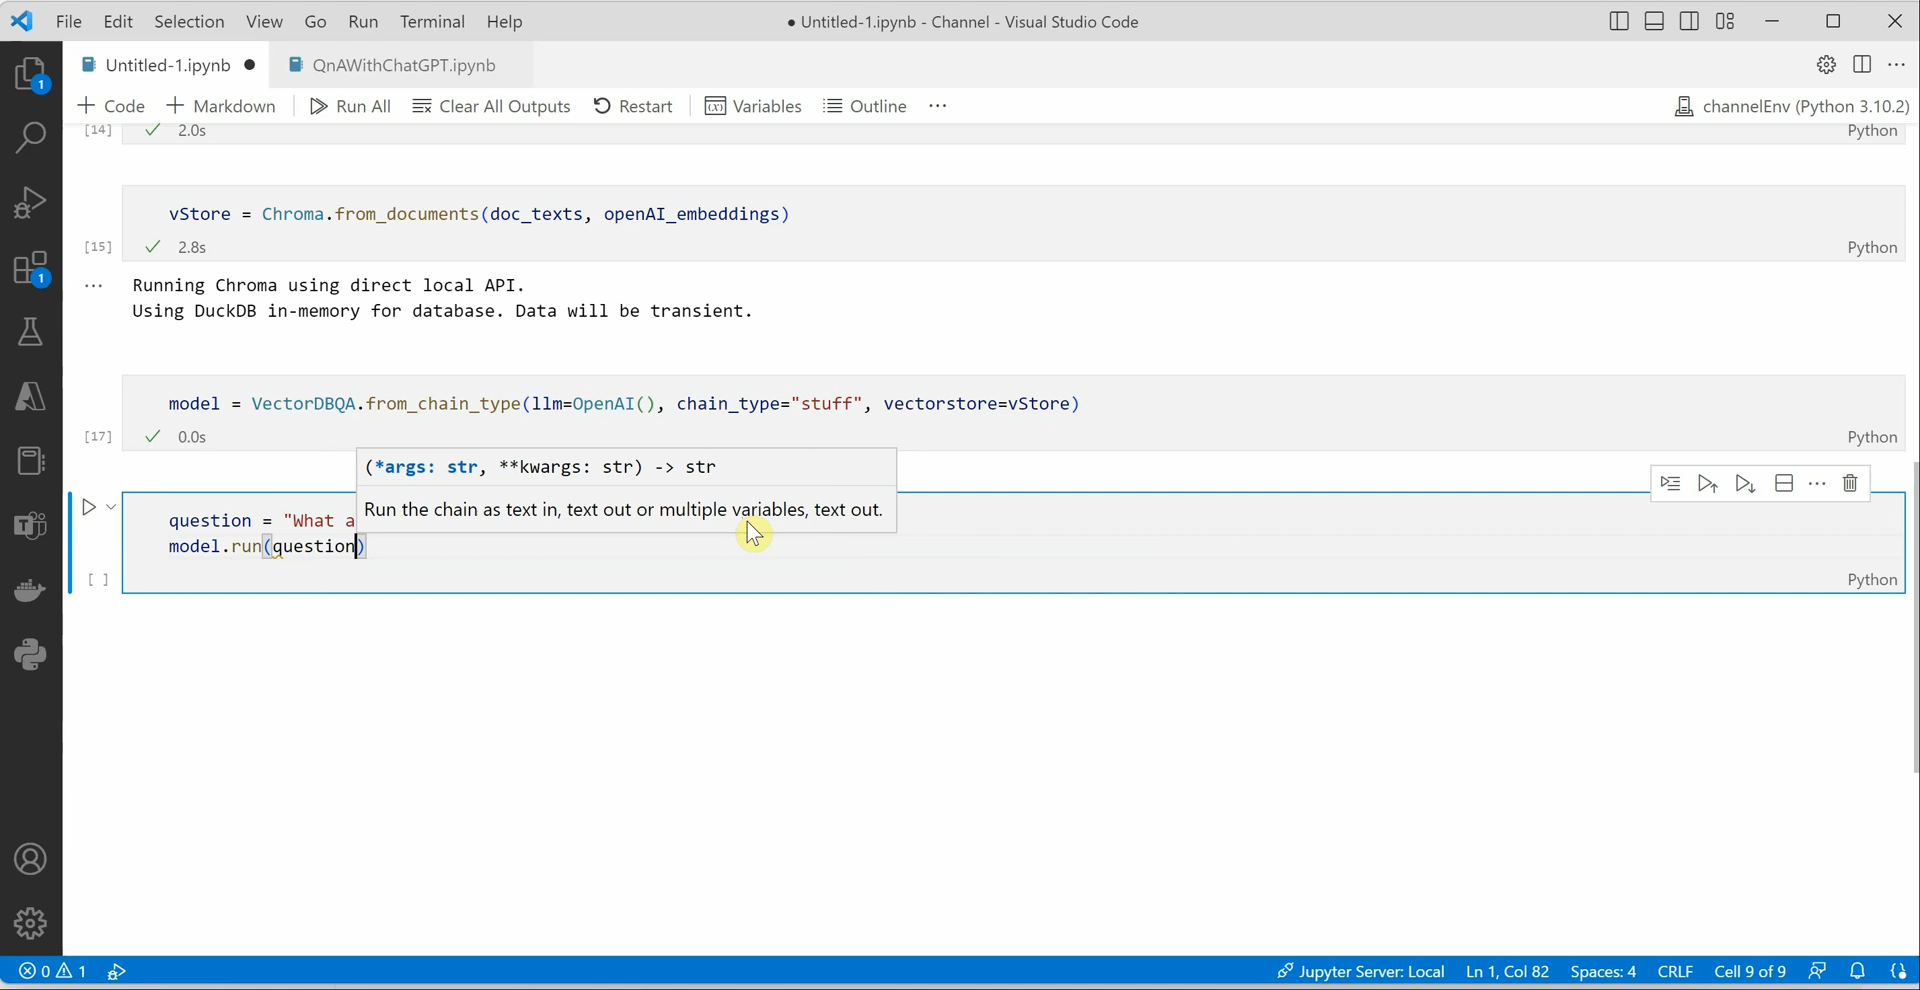 File Edit Selection View Go Run Terminal Help
● Untitled-1.ipynb - Channel - Visual Studio Code
Untitled-1.ipynb ●
QnAWithChatGPT.ipynb
+ Code + Markdown Run All Clear All Outputs Restart Variables Outline ...
channelEnv (Python 3.10.2)
[14] ✓ 2.0s Python
vStore = Chroma.from_documents(doc_texts, openAI_embeddings)
[15] ✓ 2.8s Python
... Running Chroma using direct local API.
Using DuckDB in-memory for database. Data will be transient.
model = VectorDBQA.from_chain_type(llm=OpenAI(), chain_type="stuff", vectorstore=vStore)
[17] ✓ 0.0s Python
(*args: str, **kwargs: str) -> str
Run the chain as text in, text out or multiple variables, text out.
question = "What a
model.run(question)
[ ] Python
1
1
0 1
Jupyter Server: Local Ln 1, Col 82 Spaces: 4 CRLF Cell 9 of 9